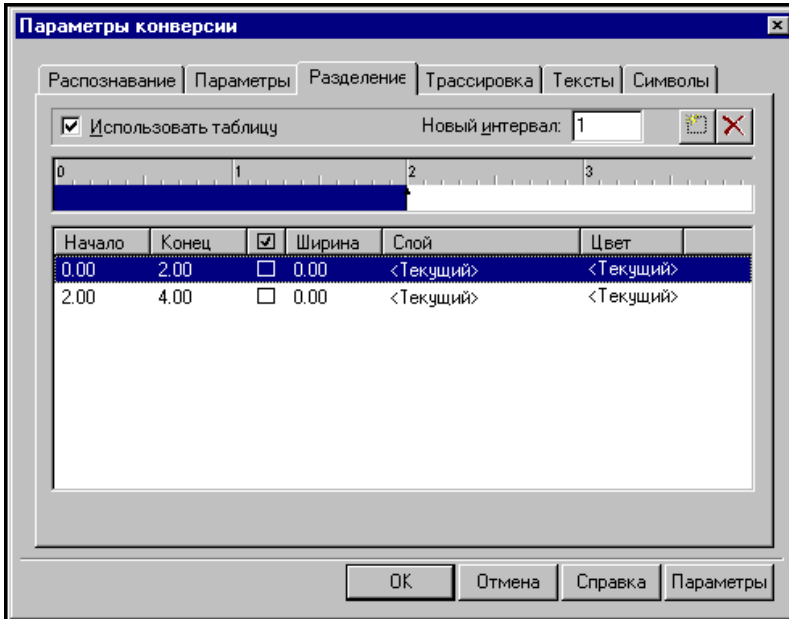 Параметры конверсии
Распознавание Параметры Разделение Трассировка Тексты Символы
Использовать таблицу Новый интервал: 1
0 1 2 3
Начало Конец Ширина Слой Цвет
0.00 2.00 0.00 <Текущий> <Текущий>
2.00 4.00 0.00 <Текущий> <Текущий>
OK Отмена Справка Параметры